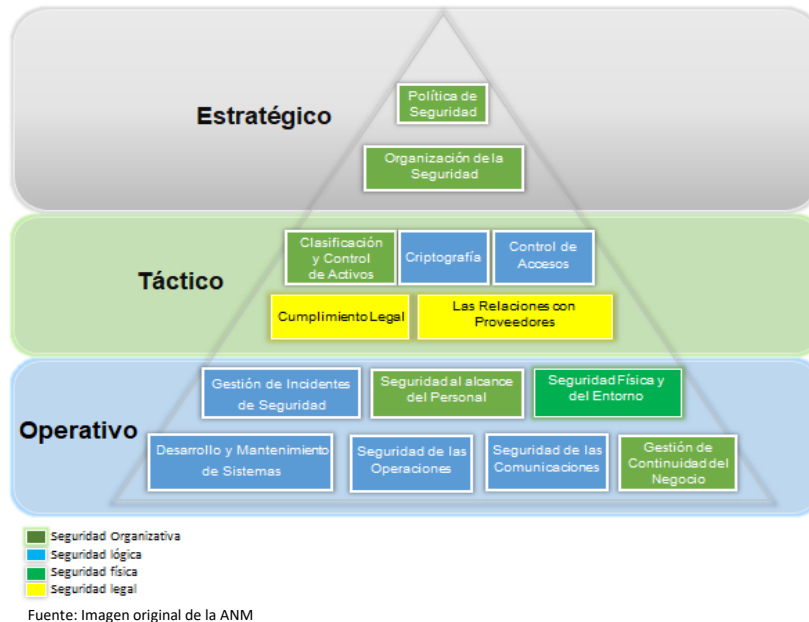 Estratégico
Política de
Seguridad
Organización de la
Seguridad
Táctico
Clasificación
y Control
de Activos
Criptografía
Control de
Accesos
Cumplimiento Legal
Las Relaciones con
Proveedores
Operativo
Gestión de Incidentes
de Seguridad
Seguridad al alcance
del Personal
Seguridad Física y
del Entorno
Desarrollo y Mantenimiento
de Sistemas
Seguridad de las
Operaciones
Seguridad de las
Comunicaciones
Gestión de
Continuidad del
Negocio
Seguridad Organizativa
Seguridad lógica
Seguridad física
Seguridad legal
Fuente: Imagen original de la ANM